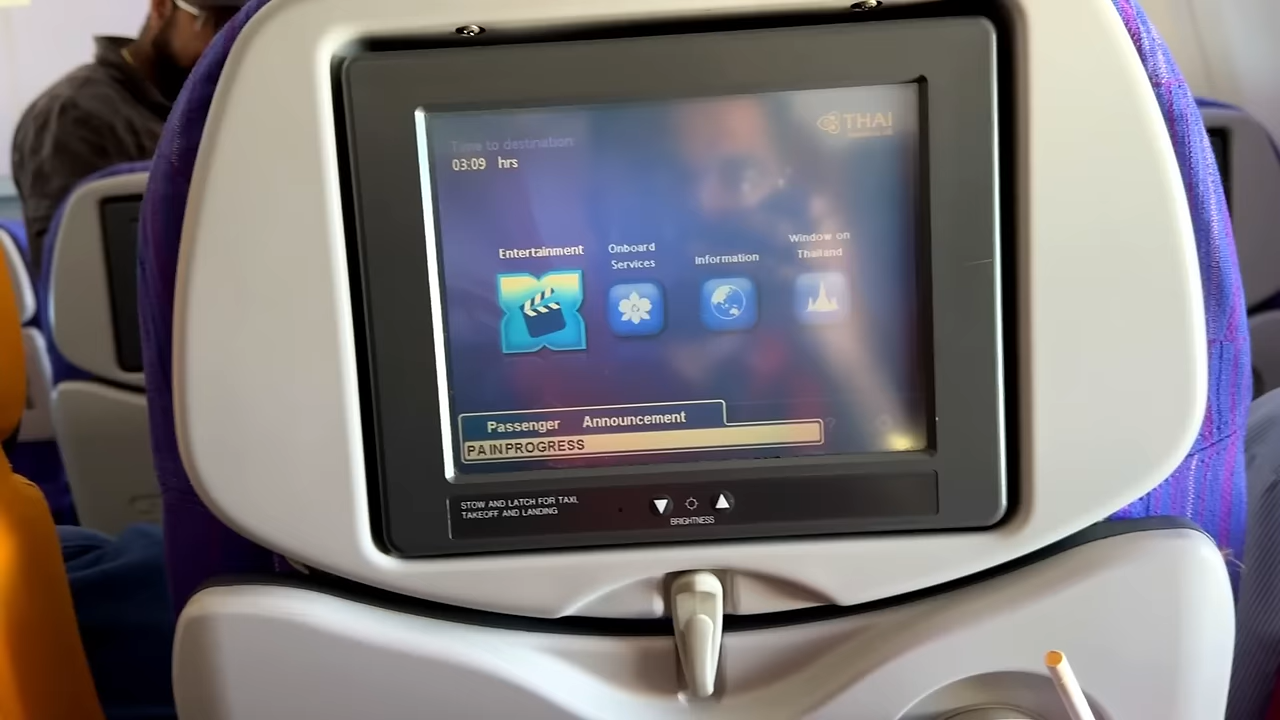 Time to destination
03:09 hrs
THAI
Entertainment
Onboard
Services
Information
Window on
Thailand
Passenger Announcement
PA IN PROGRESS
STOW AND LATCH FOR TAXI,
TAKEOFF AND LANDING
BRIGHTNESS